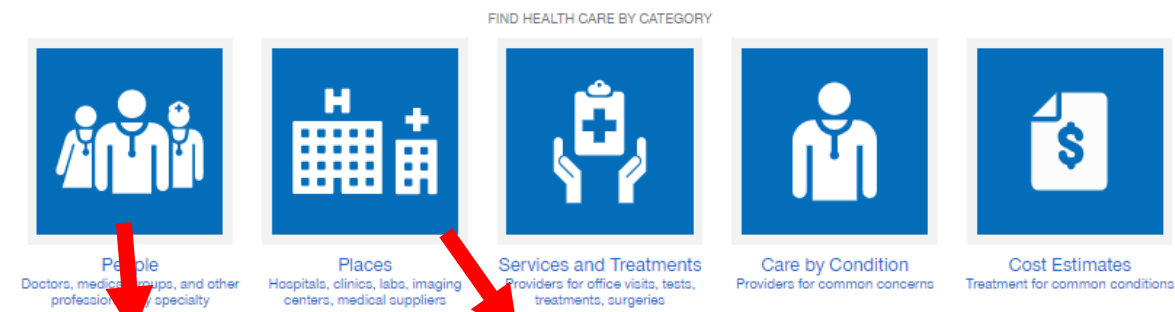 FIND HEALTH CARE BY CATEGORY
H
$
People
Doctors, medical groups, and other
by specialty
Places
Hospitals, clinics, labs, imaging
centers, medical suppliers
Services and Treatments
Providers for office visits, tests,
treatments, surgeries
Care by Condition
Providers for common concerns
Cost Estimates
Treatment for common conditions